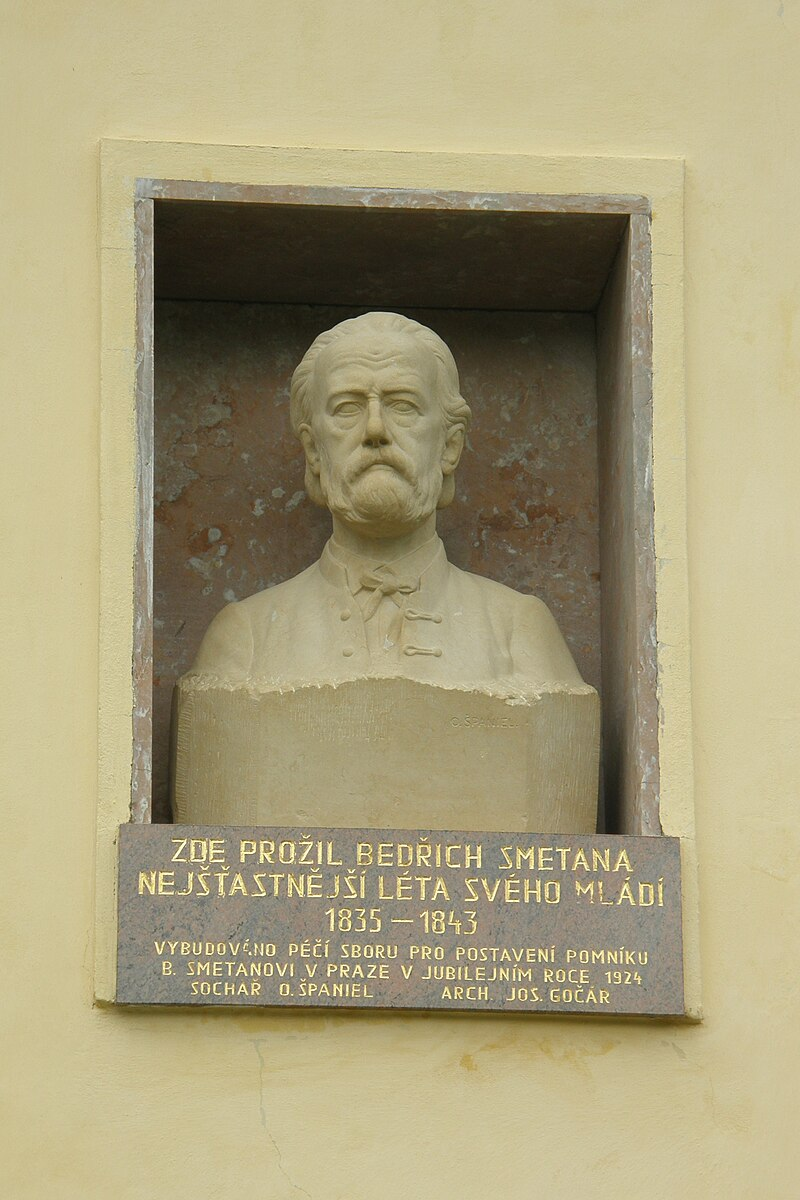 O. ŠPANIEL
ZDE PROŽIL BEDŘICH SMETANA
NEJŠŤASTNĚJŠÍ LÉTA SVÉHO MLÁDÍ
1835 – 1843
VYBUDOVÁNO PÉČÍ SBORU PRO POSTAVENÍ POMNÍKU
B. SMETANOVI V PRAZE V JUBILEJNÍM ROCE 1924
SOCHAŘ O. ŠPANIEL ARCH. JOS. GOČÁR